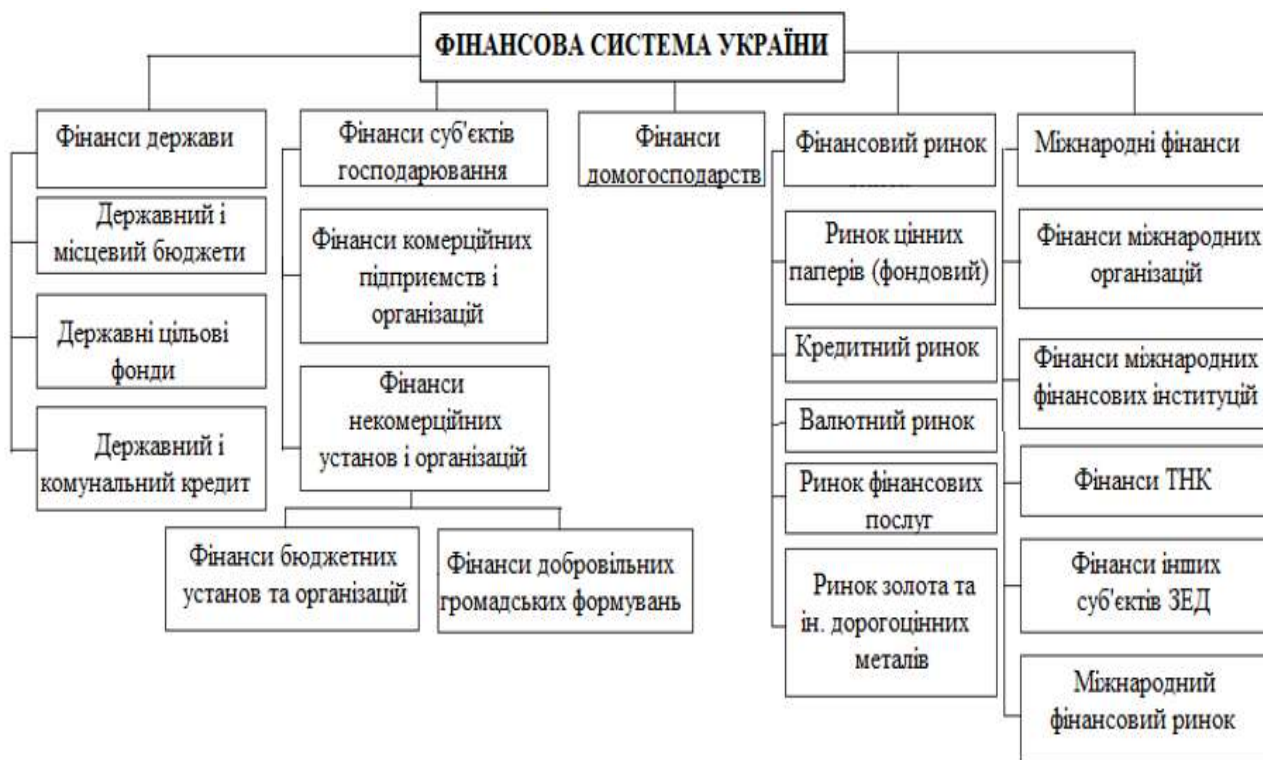 ФІНАНСОВА СИСТЕМА УКРАЇНИ
Фінанси держави
Державний і
місцевий бюджети
Державні цільові
фонди
Державний і
комунальний кредит
Фінанси суб'єктів
господарювання
Фінанси комерційних
підприємств і
організацій
Фінанси
некомерційних
установ і організацій
Фінанси бюджетних
установ та організацій
Фінанси добровільних
громадських формувань
Фінанси
домогосподарств
Фінансовий ринок
Ринок цінних
паперів (фондовий)
Кредитний ринок
Валютний ринок
Ринок фінансових
послуг
Ринок золота та
ін. дорогоцінних
металів
Міжнародні фінанси
Фінанси міжнародних
організацій
Фінанси міжнародних
фінансових інституцій
Фінанси ТНК
Фінанси інших
суб'єктів ЗЕД
Міжнародний
фінансовий ринок